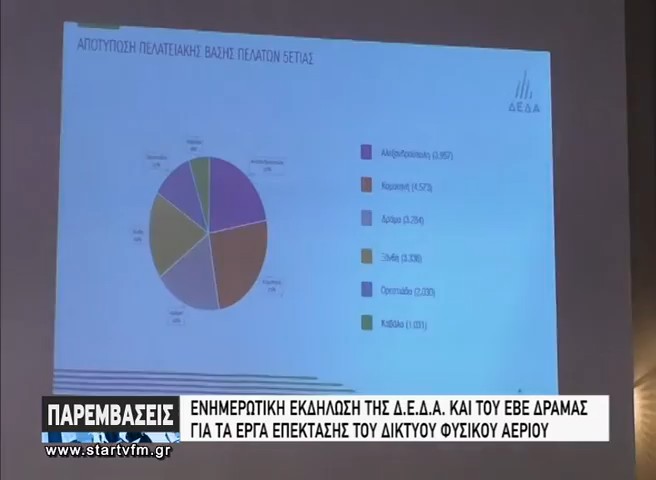 ΑΠΟΤΥΠΩΣΗ ΠΕΛΑΤΕΙΑΚΗΣ ΒΑΣΗΣ ΠΕΛΑΤΩΝ 5ΕΤΙΑΣ
ΔΕΔΑ
Αλεξανδρούπολη (3.957)
Κομοτηνή (4.573)
Δράμα (3.284)
Ξάνθη (3.336)
Ορεστιάδα (2.030)
Καβάλα (1.031)
ΠΑΡΕΜΒΑΣΕΙΣ
www.startvfm.gr
ΕΝΗΜΕΡΩΤΙΚΗ ΕΚΔΗΛΩΣΗ ΤΗΣ Δ.Ε.Δ.Α. ΚΑΙ ΤΟΥ ΕΒΕ ΔΡΑΜΑΣ
ΓΙΑ ΤΑ ΕΡΓΑ ΕΠΕΚΤΑΣΗΣ ΤΟΥ ΔΙΚΤΥΟΥ ΦΥΣΙΚΟΥ ΑΕΡΙΟΥ